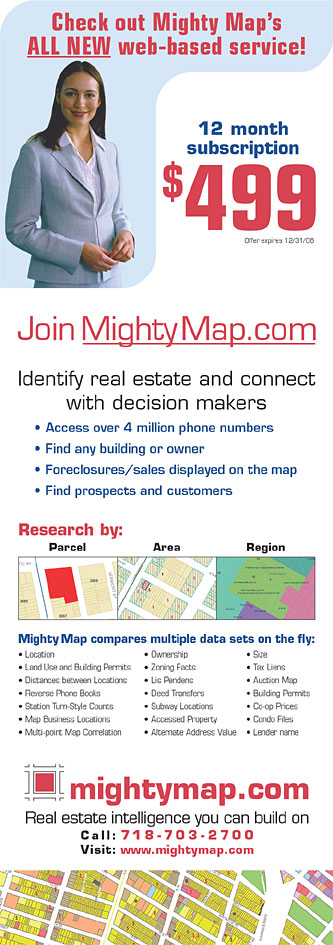 Check out Mighty Map's
ALL NEW web-based service!
12 month
subscription
$499
Offer expires 12/31/08
Join MightyMap.com
Identify real estate and connect
with decision makers
• Access over 4 million phone numbers
• Find any building or owner
• Foreclosures/sales displayed on the map
• Find prospects and customers
Research by:
Parcel Area Region
Mighty Map compares multiple data sets on the fly:
• Location • Ownership • Size
• Land Use and Building Permits • Zoning Facts • Tax Liens
• Distances between Locations • Lis Pendens • Auction Map
• Reverse Phone Books • Deed Transfers • Building Permits
• Station Turn-Style Counts • Subway Locations • Co-op Prices
• Map Business Locations • Accessed Property • Condo Files
• Multi-point Map Correlation • Alternate Address Value • Lender name
mightymap.com
Real estate intelligence you can build on
Call: 718-703-2700
Visit: www.mightymap.com